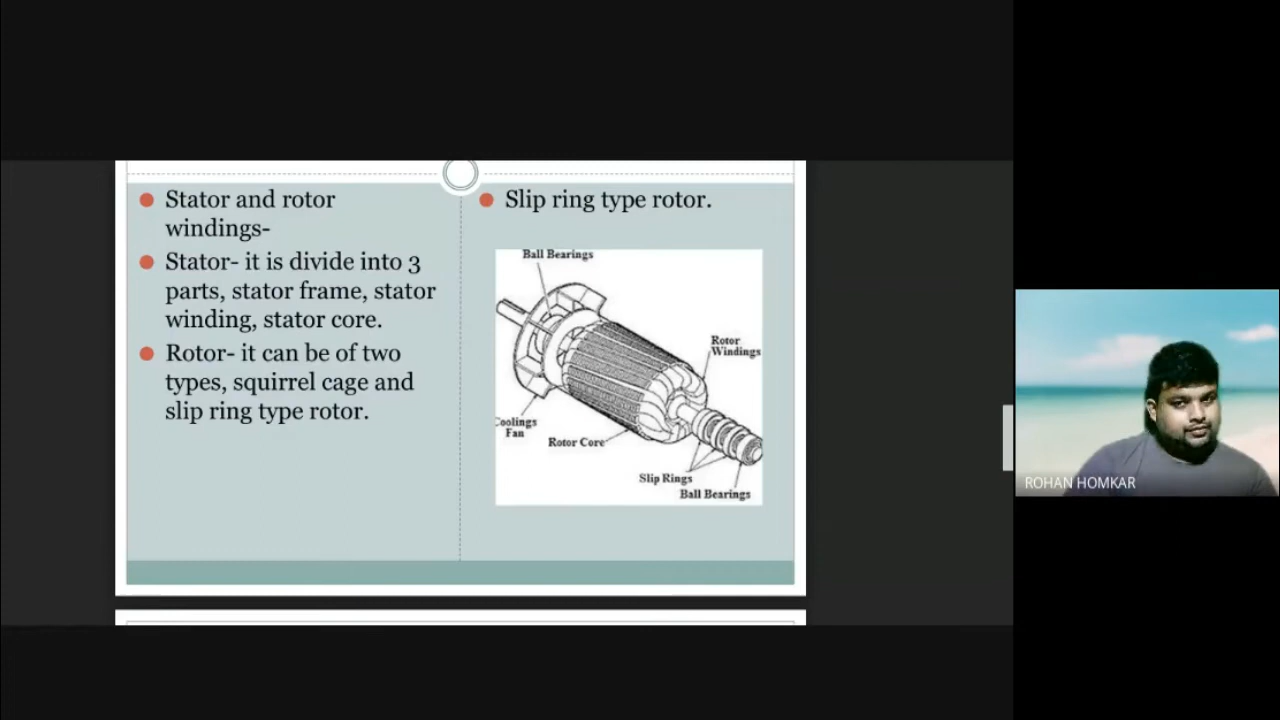 Stator and rotor
windings-
Stator- it is divide into 3
parts, stator frame, stator
winding, stator core.
Rotor- it can be of two
types, squirrel cage and
slip ring type rotor.
Slip ring type rotor.
Ball Bearings
Rotor
Windings
Coolings
Fan
Rotor Core
Slip Rings
Ball Bearings
ROHAN HOMKAR